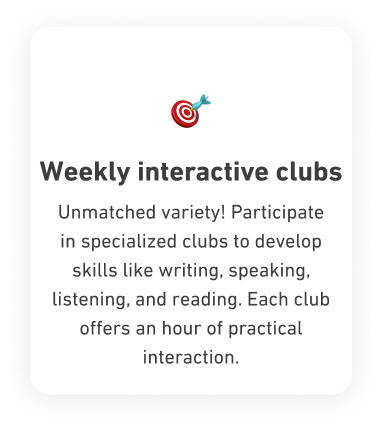 Weekly interactive clubs
Unmatched variety! Participate
in specialized clubs to develop
skills like writing, speaking,
listening, and reading. Each club
offers an hour of practical
interaction.